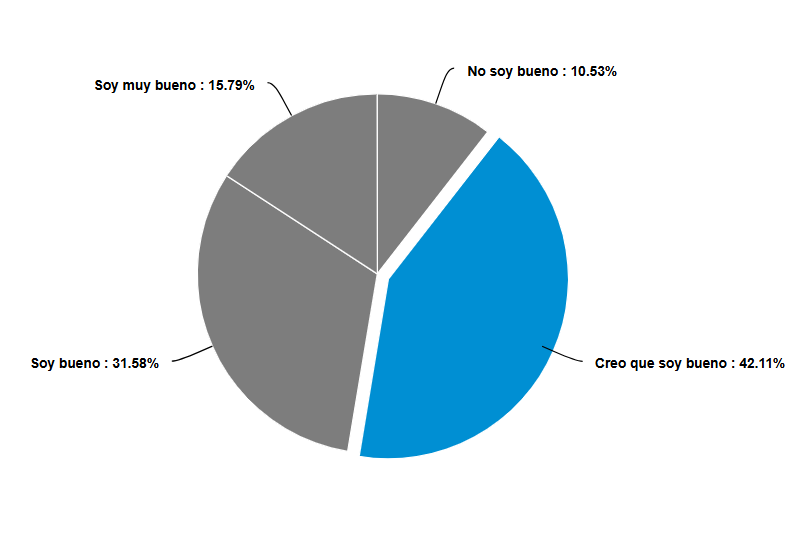 No soy bueno : 10.53%
Soy muy bueno : 15.79%
Soy bueno : 31.58%
Creo que soy bueno : 42.11%